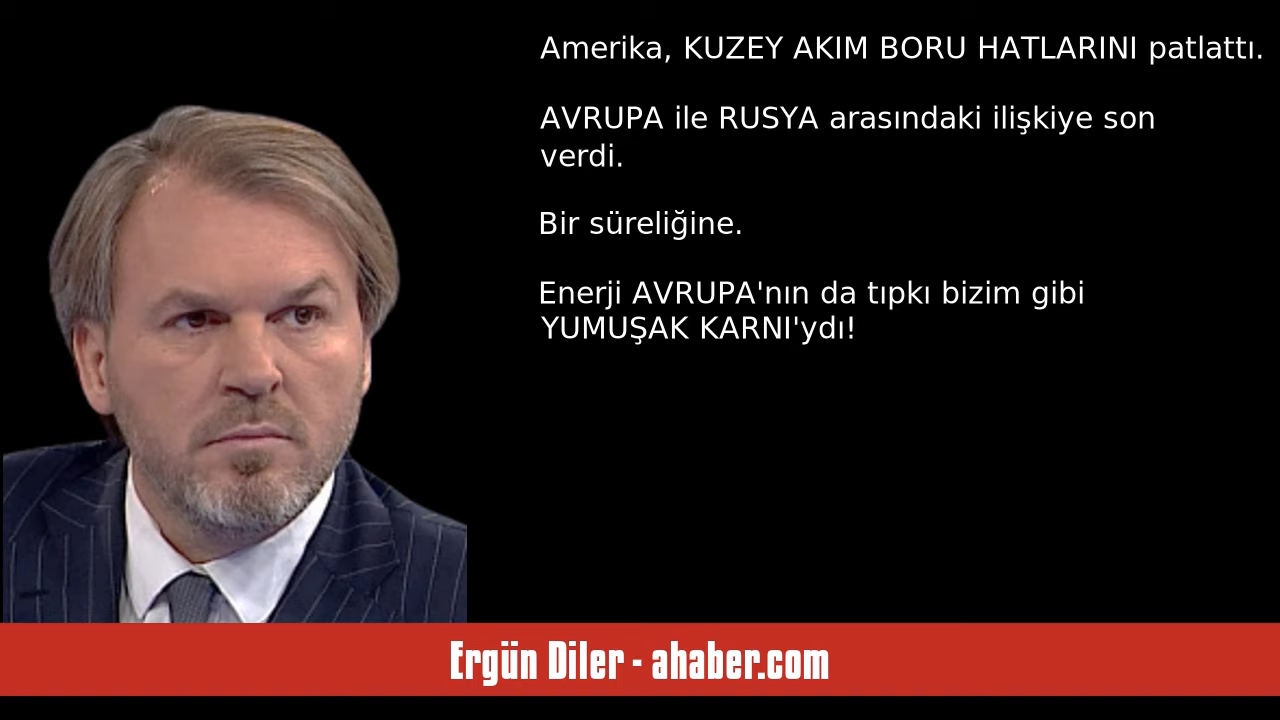 Amerika, KUZEY AKIM BORU HATLARINI patlattı.
AVRUPA ile RUSYA arasındaki ilişkiye son
verdi.
Bir süreliğine.
Enerji AVRUPA'nın da tıpkı bizim gibi
YUMUŞAK KARNI'ydı!
Ergün Diler - ahaber.com